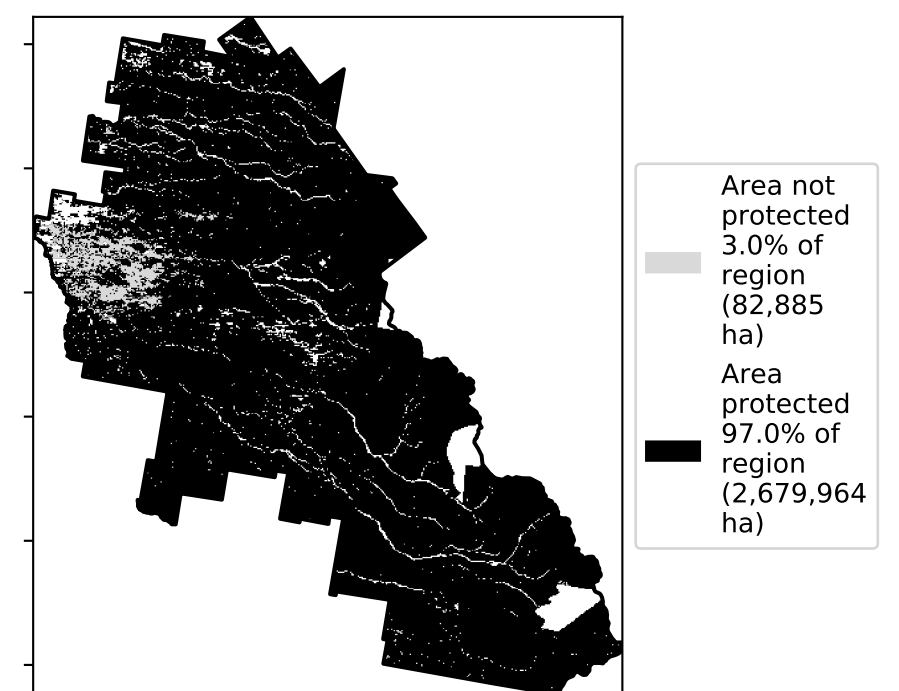 Area not
protected
3.0% of
region
(82,885
ha)
Area
protected
97.0% of
region
(2,679,964
ha)